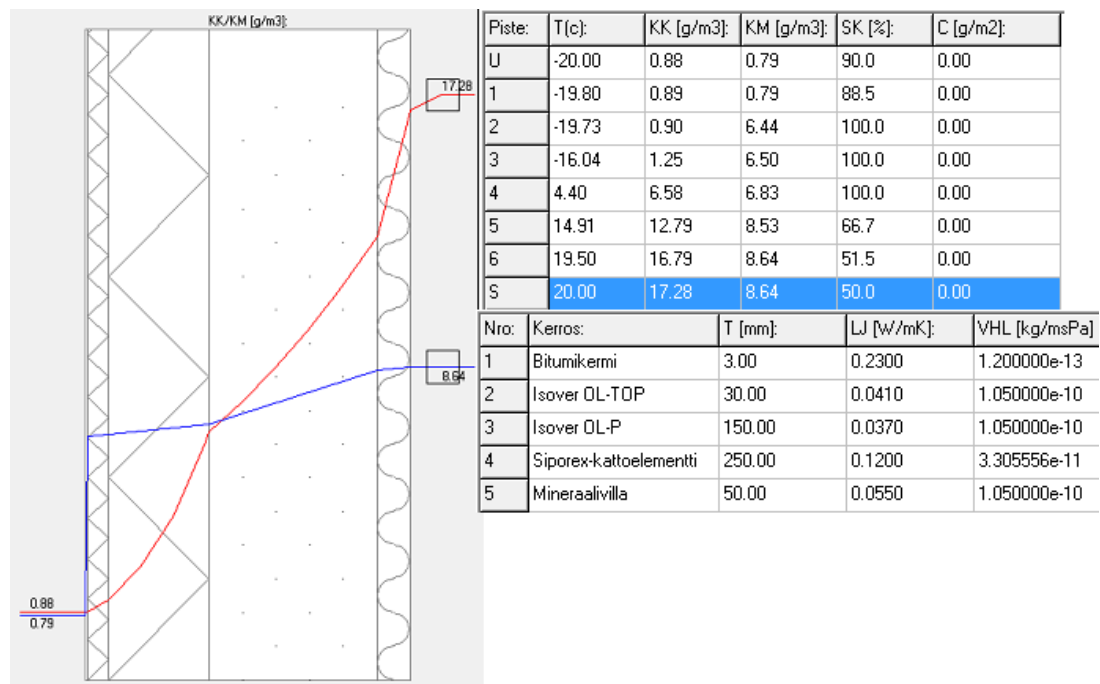 KK/KM [g/m3]:
17.28
8.64
0.88
0.79
Piste: T(c): KK [g/m3]: KM [g/m3]: SK [%]: C [g/m2]:
U -20.00 0.88 0.79 90.0 0.00
1 -19.80 0.89 0.79 88.5 0.00
2 -19.73 0.90 6.44 100.0 0.00
3 -16.04 1.25 6.50 100.0 0.00
4 4.40 6.58 6.83 100.0 0.00
5 14.91 12.79 8.53 66.7 0.00
6 19.50 16.79 8.64 51.5 0.00
S 20.00 17.28 8.64 50.0 0.00
Nro: Kerros: T [mm]: LJ [W/mK]: VHL [kg/msPa]
1 Bitumikermi 3.00 0.2300 1.200000e-13
2 Isover OL-TOP 30.00 0.0410 1.050000e-10
3 Isover OL-P 150.00 0.0370 1.050000e-10
4 Siporex-kattoelementti 250.00 0.1200 3.305556e-11
5 Mineraalivilla 50.00 0.0550 1.050000e-10